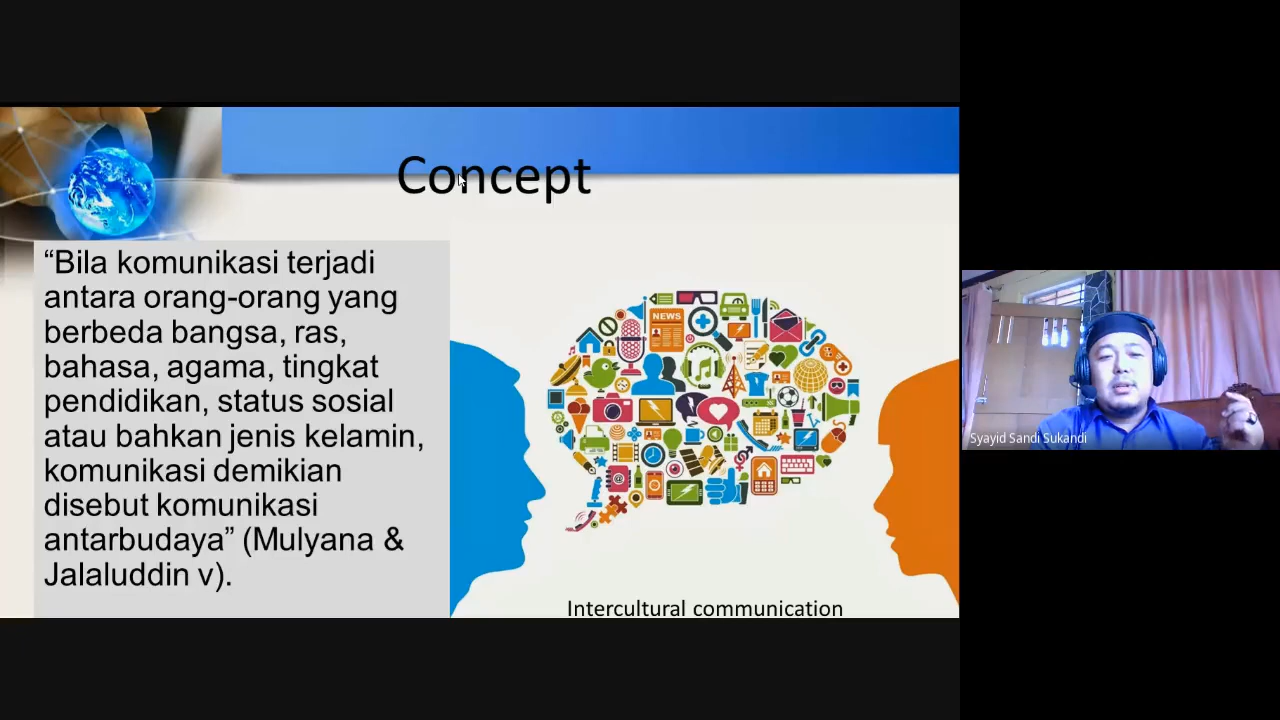 Concept
“Bila komunikasi terjadi
antara orang-orang yang
berbeda bangsa, ras,
bahasa, agama, tingkat
pendidikan, status sosial
atau bahkan jenis kelamin,
komunikasi demikian
disebut komunikasi
antarbudaya” (Mulyana &
Jalaluddin v).
NEWS
@
Intercultural communication
Syayid Sandi Sukandi